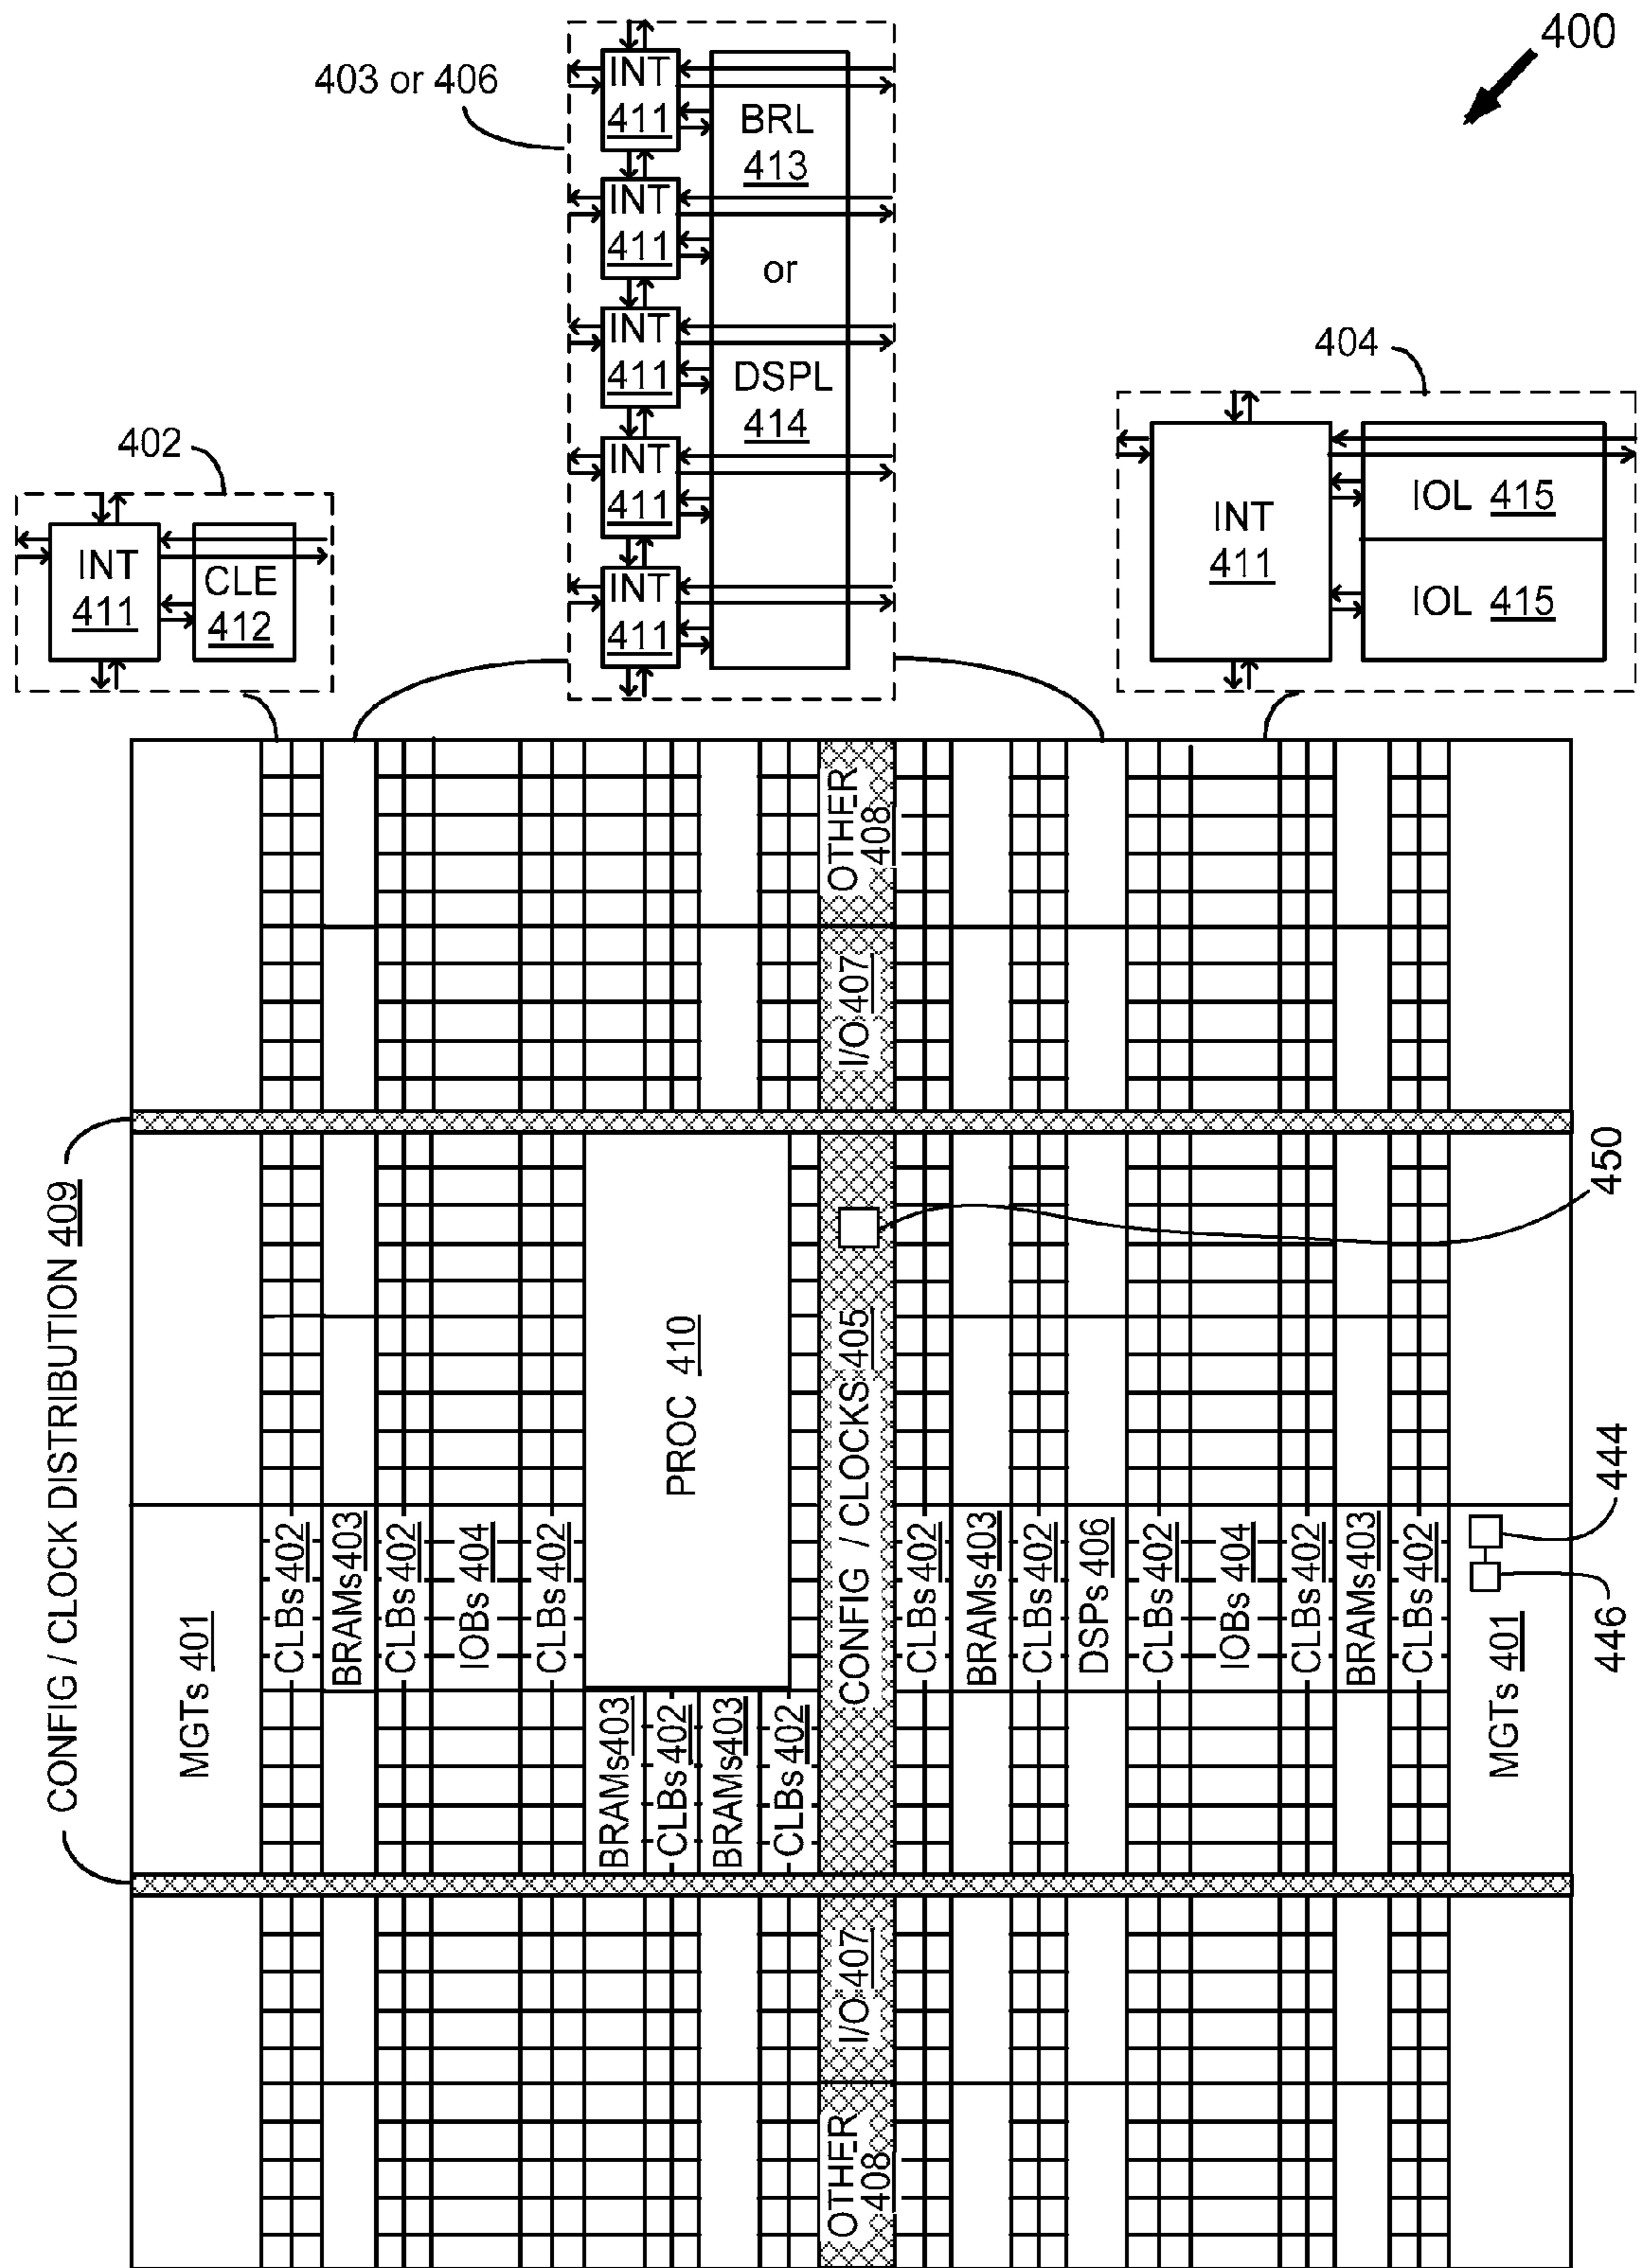 400
403 or 406
INT
411
INT
411
INT
411
INT
411
INT
411
BRL
413
or
DSPL
414
404
INT
411
IOL 415
IOL 415
402
INT
411
CLE
412
CONFIG / CLOCK DISTRIBUTION 409
OTHER
408
I/O 407
CONFIG / CLOCKS 405
I/O 407
OTHER
408
PROC 410
MGTs 401
CLBs 402
BRAMs 403
CLBs 402
IOBs 404
CLBs 402
BRAMs 403
CLBs 402
BRAMs 403
CLBs 402
CLBs 402
BRAMs 403
CLBs 402
DSPs 406
CLBs 402
IOBs 404
CLBs 402
BRAMs 403
CLBs 402
MGTs 401
450
444
446